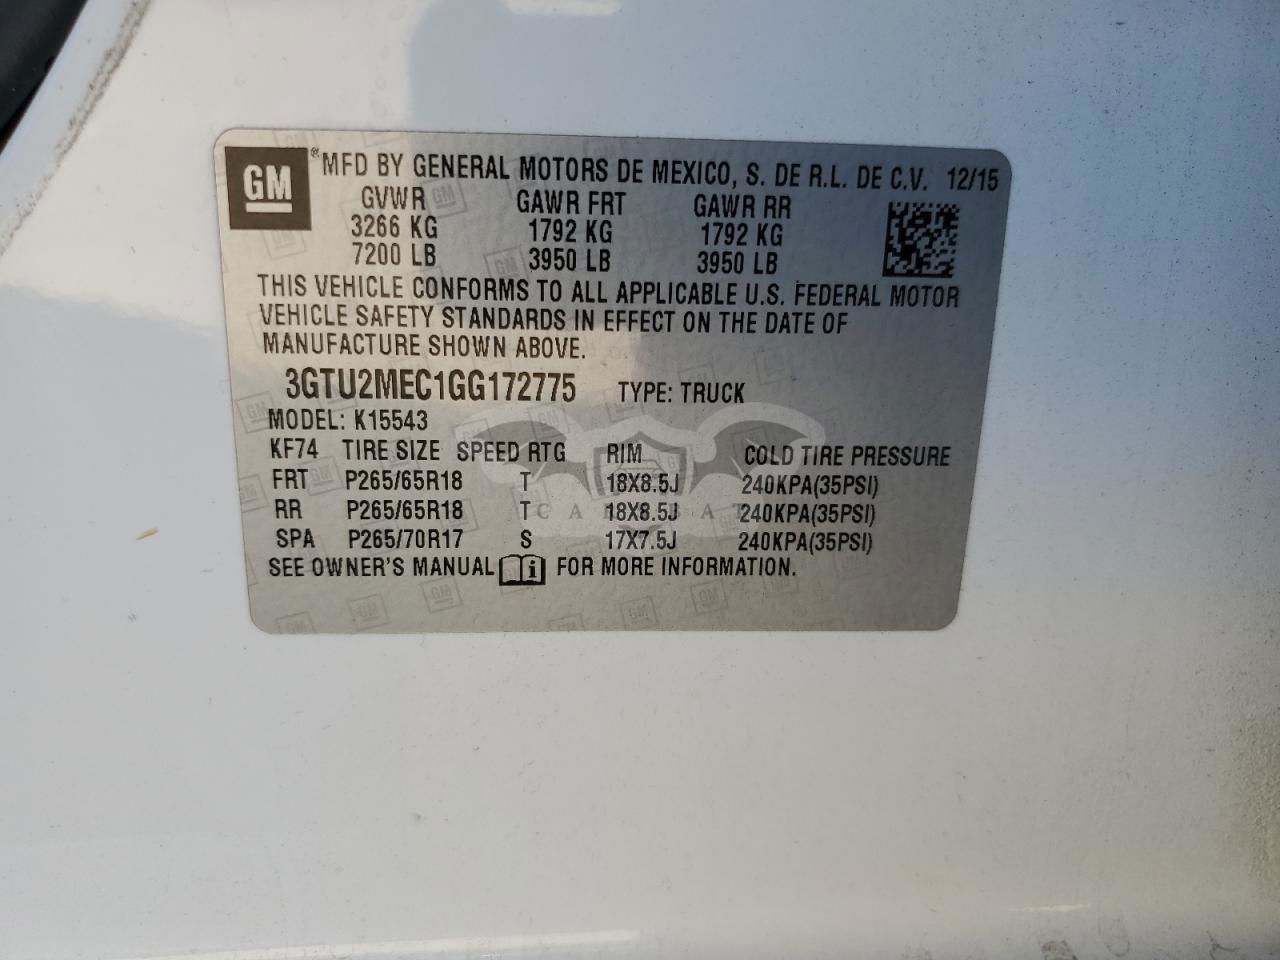 GM ® MFD BY GENERAL MOTORS DE MEXICO, S. DE R.L. DE C.V. 12/15
GVWR GAWR FRT GAWR RR
3266 KG 1792 KG 1792 KG
7200 LB 3950 LB 3950 LB
THIS VEHICLE CONFORMS TO ALL APPLICABLE U.S. FEDERAL MOTOR
VEHICLE SAFETY STANDARDS IN EFFECT ON THE DATE OF
MANUFACTURE SHOWN ABOVE.
3GTU2MEC1GG172775 TYPE: TRUCK
MODEL: K15543
KF74 TIRE SIZE SPEED RTG RIM COLD TIRE PRESSURE
FRT P265/65R18 T 18X8.5J 240KPA(35PSI)
RR P265/65R18 T 18X8.5J 240KPA(35PSI)
SPA P265/70R17 S 17X7.5J 240KPA(35PSI)
SEE OWNER'S MANUAL i FOR MORE INFORMATION.